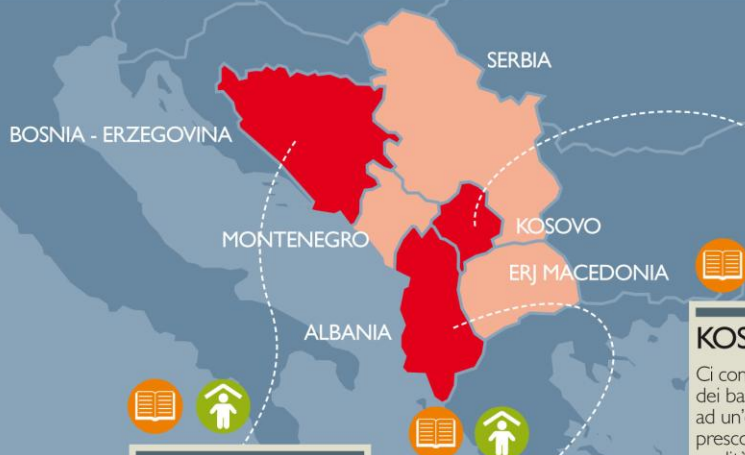 SERBIA
BOSNIA - ERZEGOVINA
MONTENEGRO
KOSOVO
ERJ MACEDONIA
ALBANIA
KOS
Ci con
dei ba
ad un'
presco